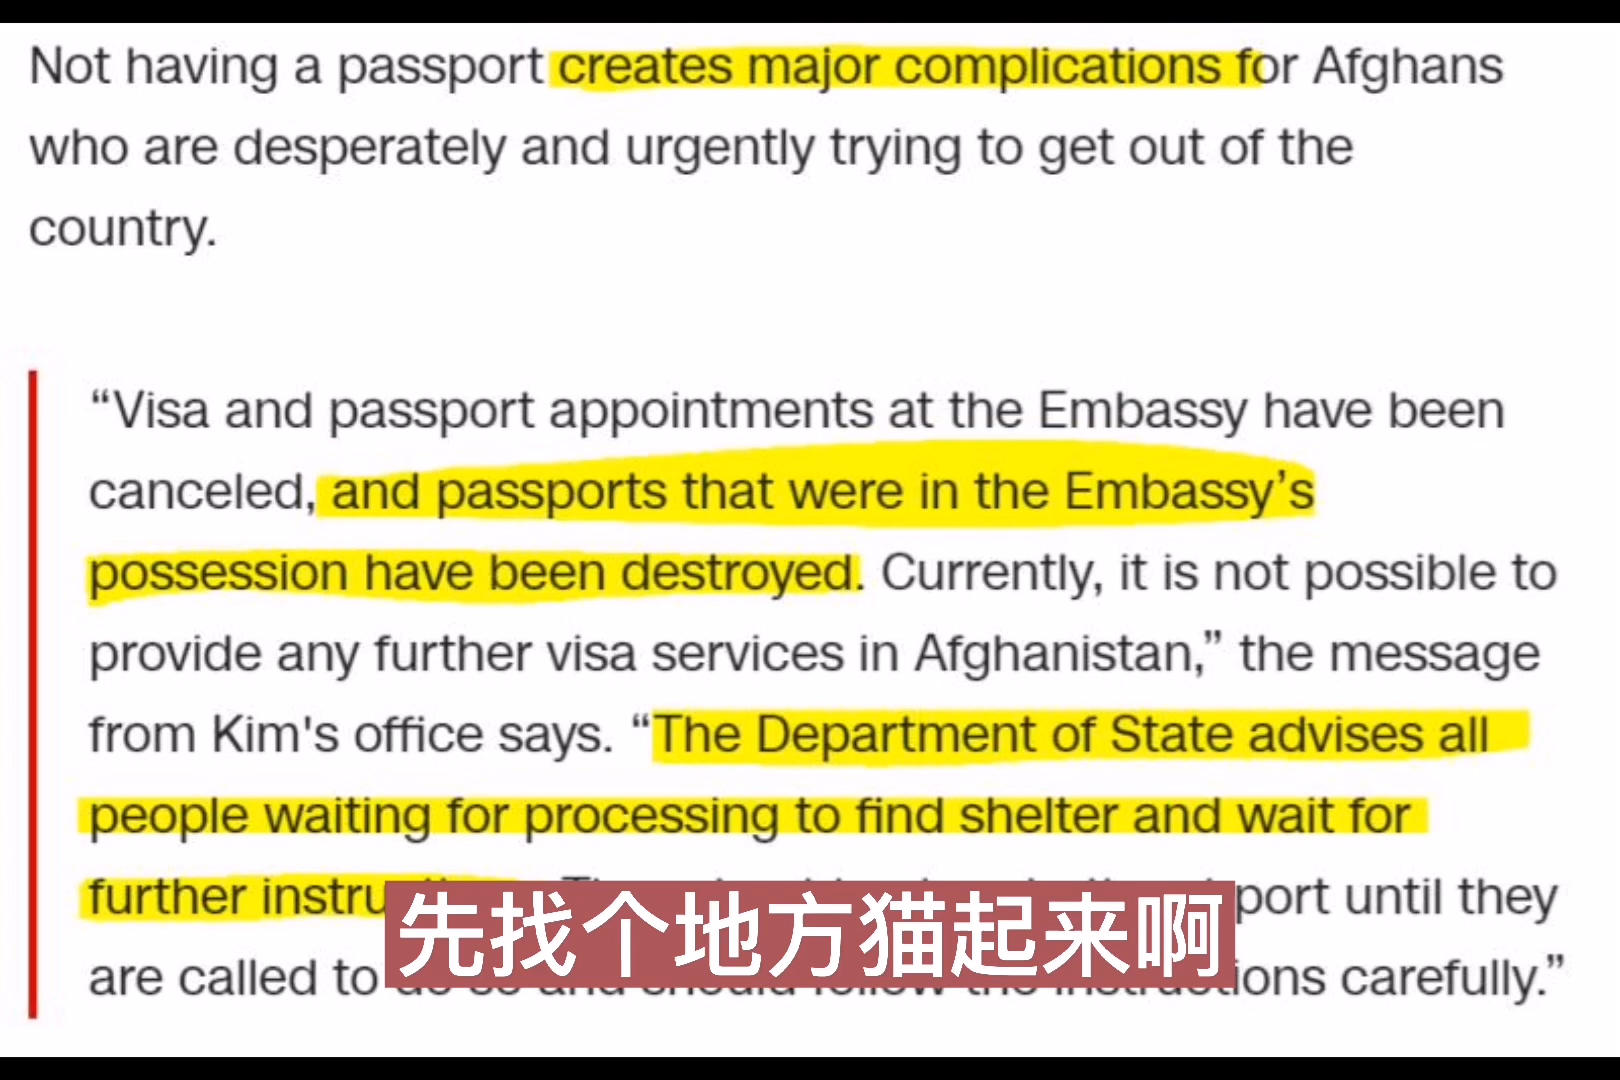 Not having a passport creates major complications for Afghans
who are desperately and urgently trying to get out of the
country.
“Visa and passport appointments at the Embassy have been
canceled, and passports that were in the Embassy’s
possession have been destroyed. Currently, it is not possible to
provide any further visa services in Afghanistan,” the message
from Kim's office says. “The Department of State advises all
people waiting for processing to find shelter and wait for
further until they
先找个地方猫起来啊
are called to carefully.”